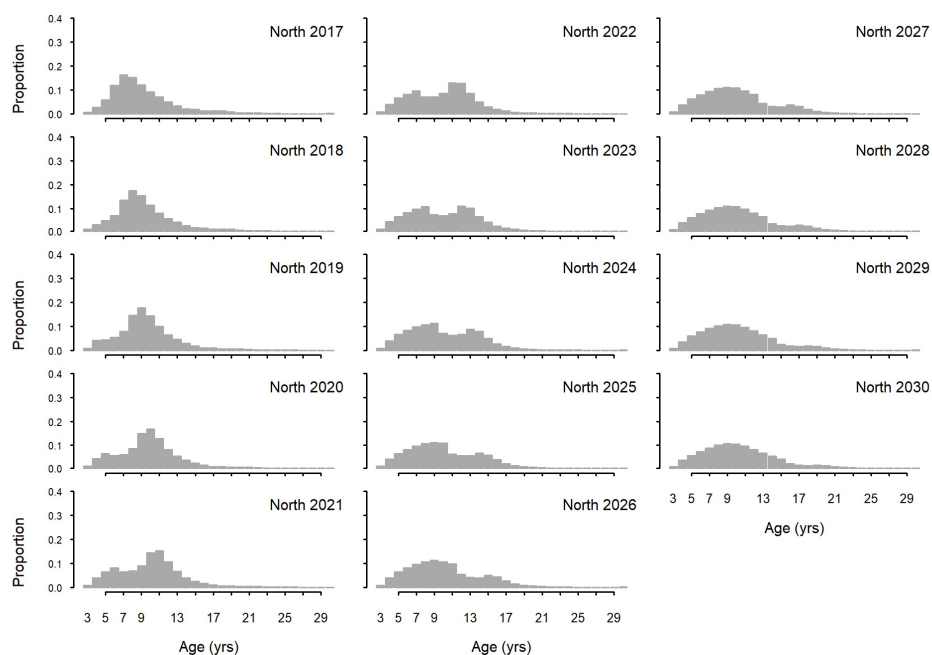 Proportion
0.4
0.3
0.2
0.1
0.0
North 2017
North 2022
North 2027
0.4
0.3
0.2
0.1
0.0
North 2018
North 2023
North 2028
Proportion
0.4
0.3
0.2
0.1
0.0
North 2019
North 2024
North 2029
0.4
0.3
0.2
0.1
0.0
North 2020
North 2025
North 2030
3 5 7 9 13 17 21 25 29
Age (yrs)
Proportion
0.4
0.3
0.2
0.1
0.0
North 2021
North 2026
3 5 7 9 13 17 21 25 29
3 5 7 9 13 17 21 25 29
Age (yrs)
Age (yrs)